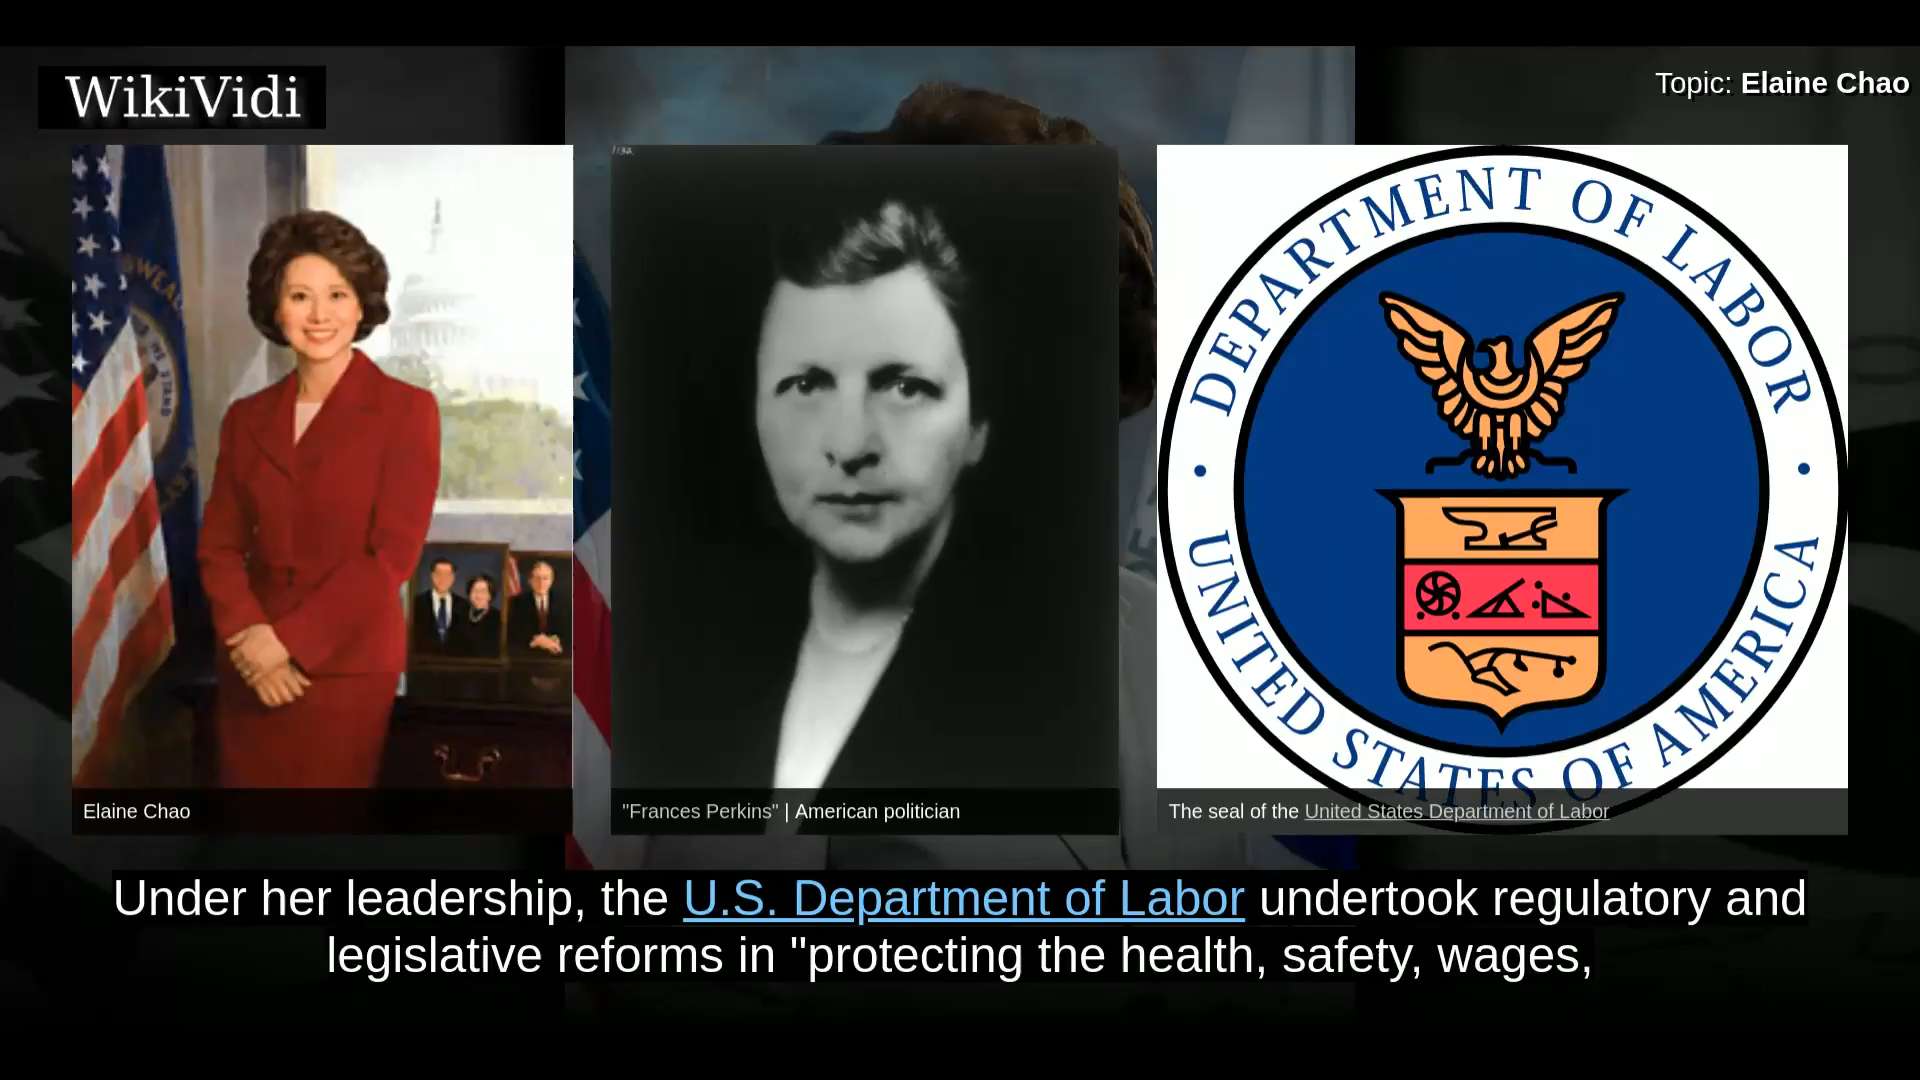 WikiVidi
Topic: Elaine Chao
DEPARTMENT OF LABOR
UNITED STATES OF AMERICA
Elaine Chao
"Frances Perkins" | American politician
The seal of the United States Department of Labor
Under her leadership, the U.S. Department of Labor undertook regulatory and
legislative reforms in "protecting the health, safety, wages,